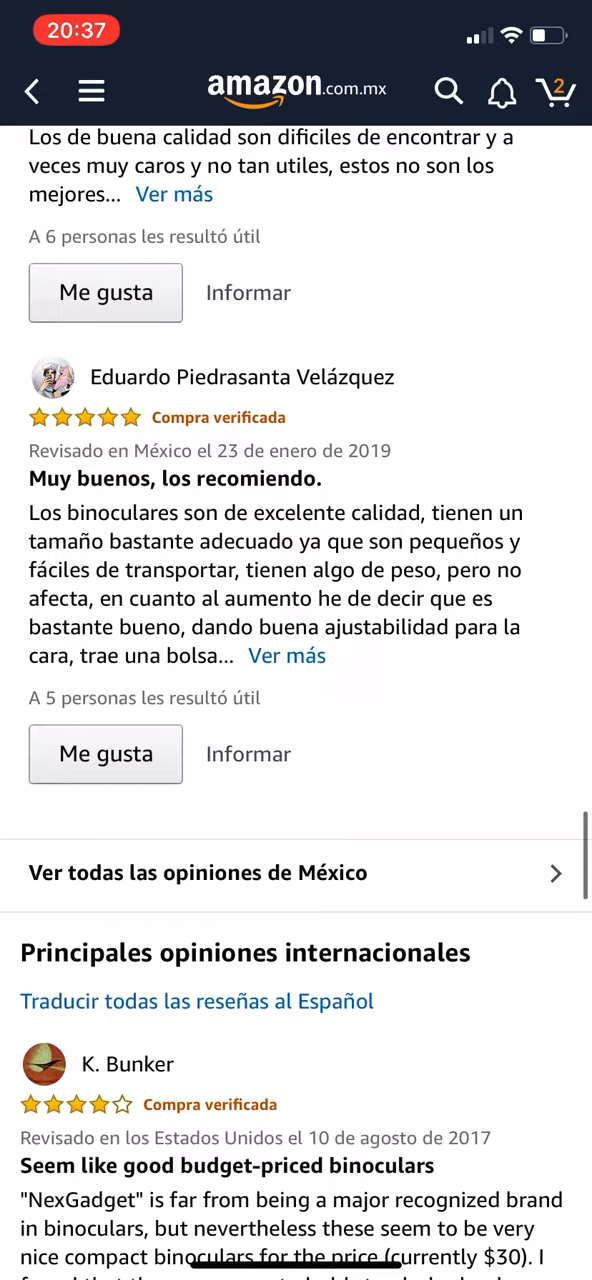 20:37
amazon.com.mx
2
Los de buena calidad son dificiles de encontrar y a
veces muy caros y no tan utiles, estos no son los
mejores... Ver más
A 6 personas les resultó útil
Me gusta Informar
Eduardo Piedrasanta Velázquez
Compra verificada
Revisado en México el 23 de enero de 2019
Muy buenos, los recomiendo.
Los binoculares son de excelente calidad, tienen un
tamaño bastante adecuado ya que son pequeños y
fáciles de transportar, tienen algo de peso, pero no
afecta, en cuanto al aumento he de decir que es
bastante bueno, dando buena ajustabilidad para la
cara, trae una bolsa... Ver más
A 5 personas les resultó útil
Me gusta Informar
Ver todas las opiniones de México
Principales opiniones internacionales
Traducir todas las reseñas al Español
K. Bunker
Compra verificada
Revisado en los Estados Unidos el 10 de agosto de 2017
Seem like good budget-priced binoculars
"NexGadget" is far from being a major recognized brand
in binoculars, but nevertheless these seem to be very
nice compact binoculars for the price (currently $30). I